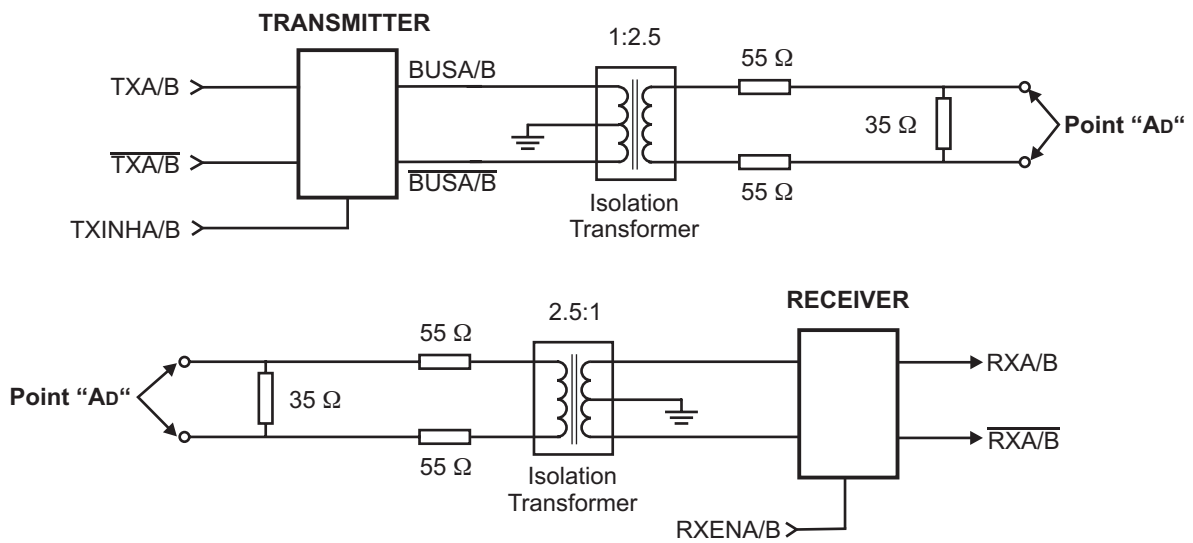 TRANSMITTER
1:2.5
55 Ω
BUSA/B
TXA/B
35 Ω
Point “AD“
TXA/B
BUSA/B
55 Ω
Isolation
Transformer
TXINHA/B
RECEIVER
2.5:1
55 Ω
RXA/B
Point “AD“
35 Ω
RXA/B
55 Ω
Isolation
Transformer
RXENA/B